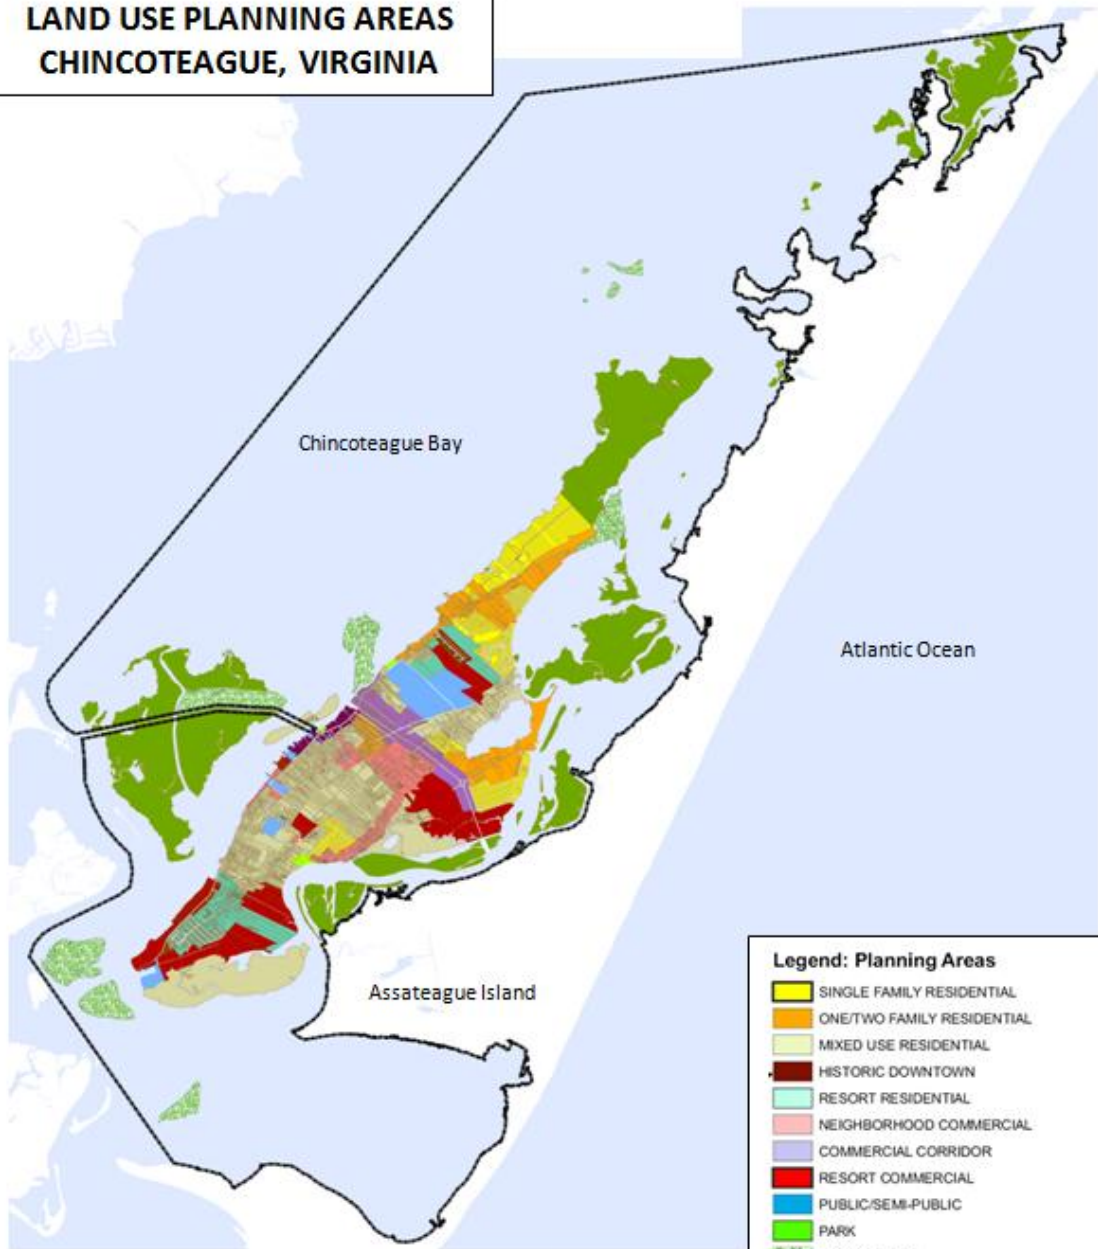 LAND USE PLANNING AREAS
CHINCOTEAGUE, VIRGINIA
Chincoteague Bay
Atlantic Ocean
Assateague Island
Legend: Planning Areas
SINGLE FAMILY RESIDENTIAL
ONE/TWO FAMILY RESIDENTIAL
MIXED USE RESIDENTIAL
HISTORIC DOWNTOWN
RESORT RESIDENTIAL
NEIGHBORHOOD COMMERCIAL
COMMERCIAL CORRIDOR
RESORT COMMERCIAL
PUBLIC/SEMI-PUBLIC
PARK